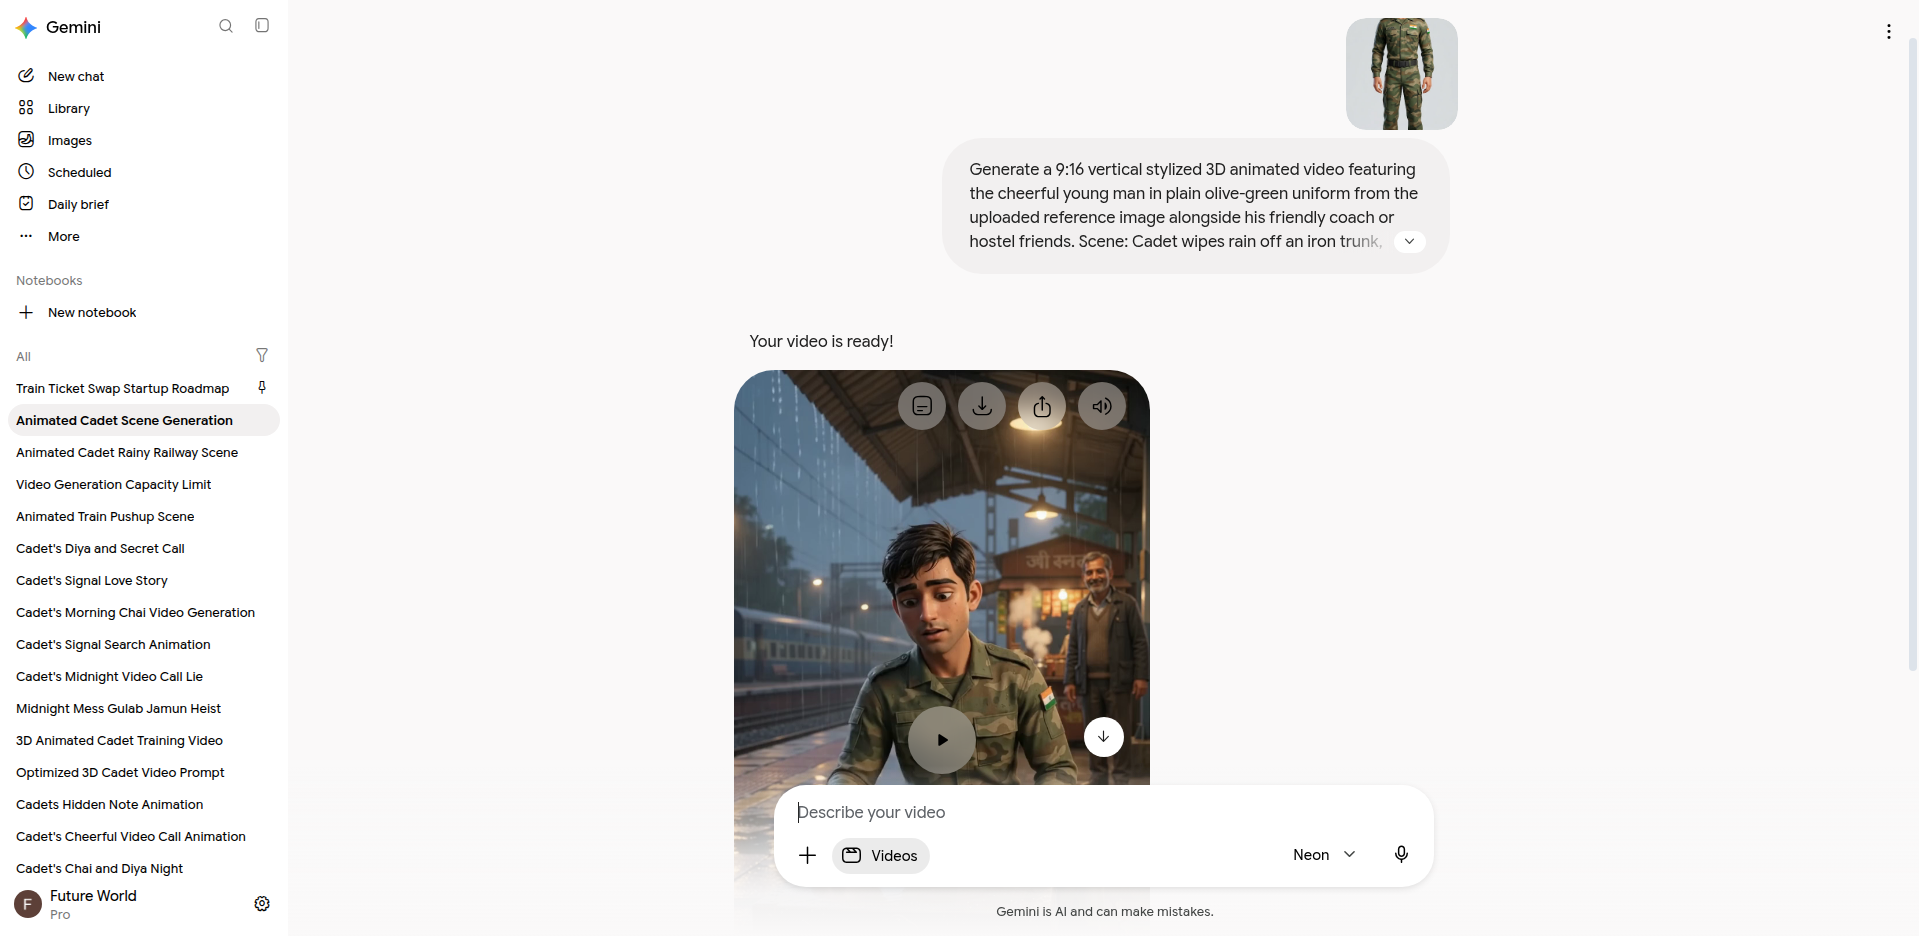 Gemini
New chat
Library
Images
Scheduled
Daily brief
More
Notebooks
New notebook
All
Train Ticket Swap Startup Roadmap
Animated Cadet Scene Generation
Animated Cadet Rainy Railway Scene
Video Generation Capacity Limit
Animated Train Pushup Scene
Cadet's Diya and Secret Call
Cadet's Signal Love Story
Cadet's Morning Chai Video Generation
Cadet's Signal Search Animation
Cadet's Midnight Video Call Lie
Midnight Mess Gulab Jamun Heist
3D Animated Cadet Training Video
Optimized 3D Cadet Video Prompt
Cadets Hidden Note Animation
Cadet's Cheerful Video Call Animation
Cadet's Chai and Diya Night
F
Future World
Pro
Generate a 9:16 vertical stylized 3D animated video featuring
the cheerful young man in plain olive-green uniform from the
uploaded reference image alongside his friendly coach or
hostel friends. Scene: Cadet wipes rain off an iron trunk,
Your video is ready!
Describe your video
Videos
Neon
Gemini is AI and can make mistakes.